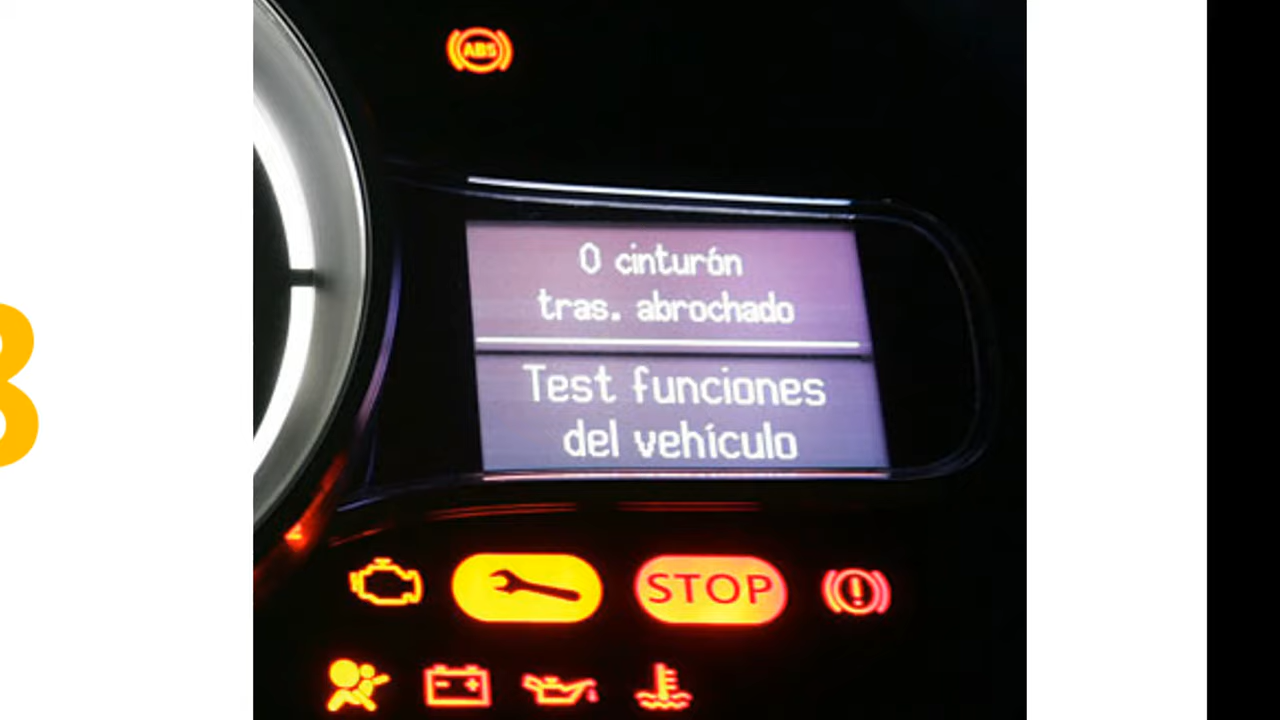 ABS
0 cinturón
tras. abrochado
Test funciones
del vehículo
STOP